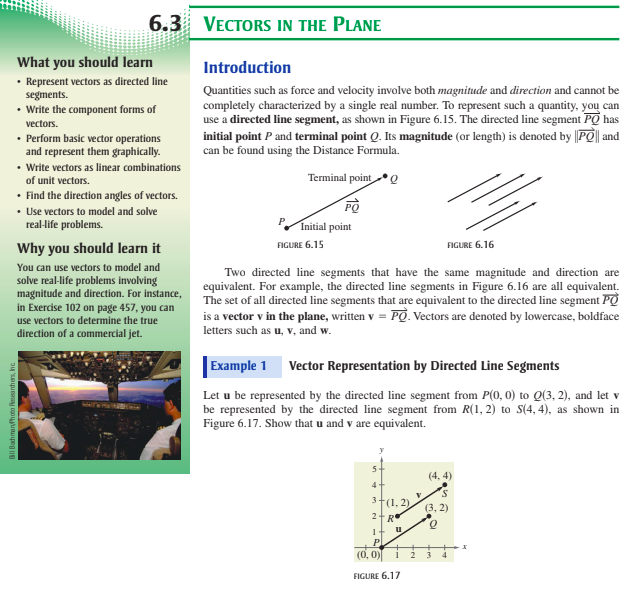 6.3 VECTORS IN THE PLANE
What you should learn
• Represent vectors as directed line
segments.
• Write the component forms of
vectors.
• Perform basic vector operations
and represent them graphically.
• Write vectors as linear combinations
of unit vectors.
• Find the direction angles of vectors.
• Use vectors to model and solve
real-life problems.
Why you should learn it
You can use vectors to model and
solve real-life problems involving
magnitude and direction. For instance,
in Exercise 102 on page 457, you can
use vectors to determine the true
direction of a commercial jet.
Bill Bachman/Photo Researchers, Inc.
Introduction
Quantities such as force and velocity involve both magnitude and direction and cannot be
completely characterized by a single real number. To represent such a quantity, you can
use a directed line segment, as shown in Figure 6.15. The directed line segment PQ has
initial point P and terminal point Q. Its magnitude (or length) is denoted by ||PQ|| and
can be found using the Distance Formula.
Terminal point Q
PQ
P
Initial point
FIGURE 6.15
FIGURE 6.16
Two directed line segments that have the same magnitude and direction are
equivalent. For example, the directed line segments in Figure 6.16 are all equivalent.
The set of all directed line segments that are equivalent to the directed line segment PQ
is a vector v in the plane, written v = PQ. Vectors are denoted by lowercase, boldface
letters such as u, v, and w.
Example 1 Vector Representation by Directed Line Segments
Let u be represented by the directed line segment from P(0, 0) to Q(3, 2), and let v
be represented by the directed line segment from R(1, 2) to S(4, 4), as shown in
Figure 6.17. Show that u and v are equivalent.
y
5
(4, 4)
4
v S
3
(1, 2) (3, 2)
2
R Q
u
1
P
(0, 0) 1 2 3 4 x
FIGURE 6.17